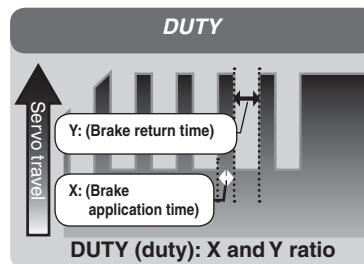 DUTY
Servo travel
Y: (Brake return time)
X: (Brake
application time)
DUTY (duty): X and Y ratio